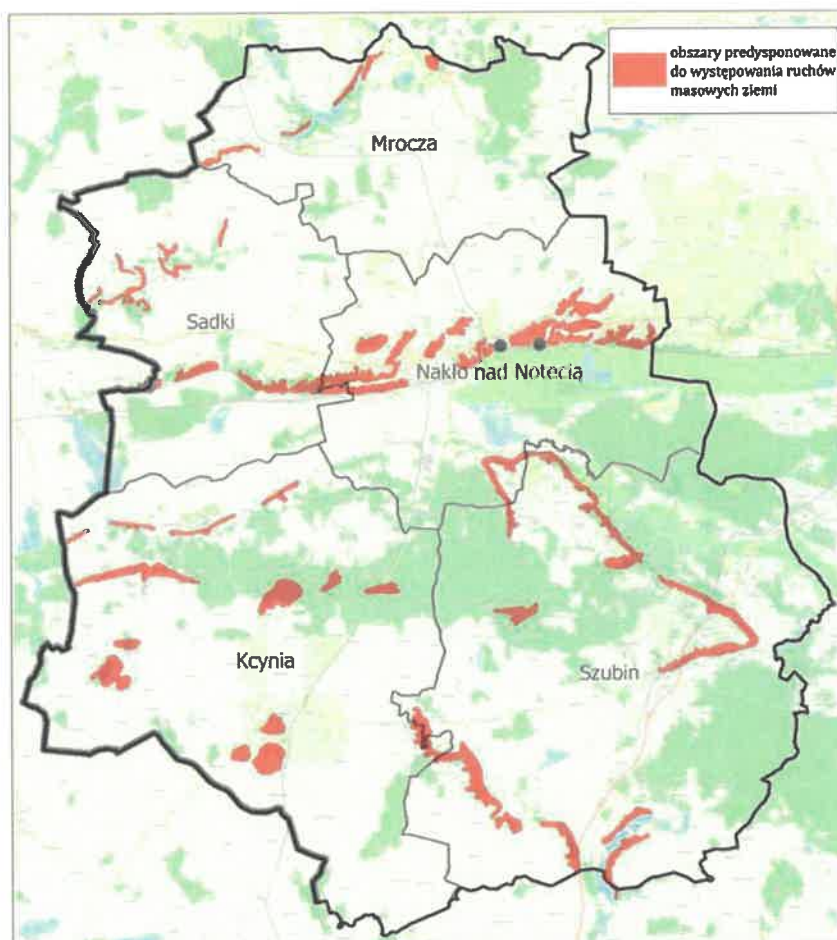 obszary predysponowane
do występowania ruchów
masowych ziemi
Mrocza
Sadki
Nakło nad Notecią
Kcynia
Szubin